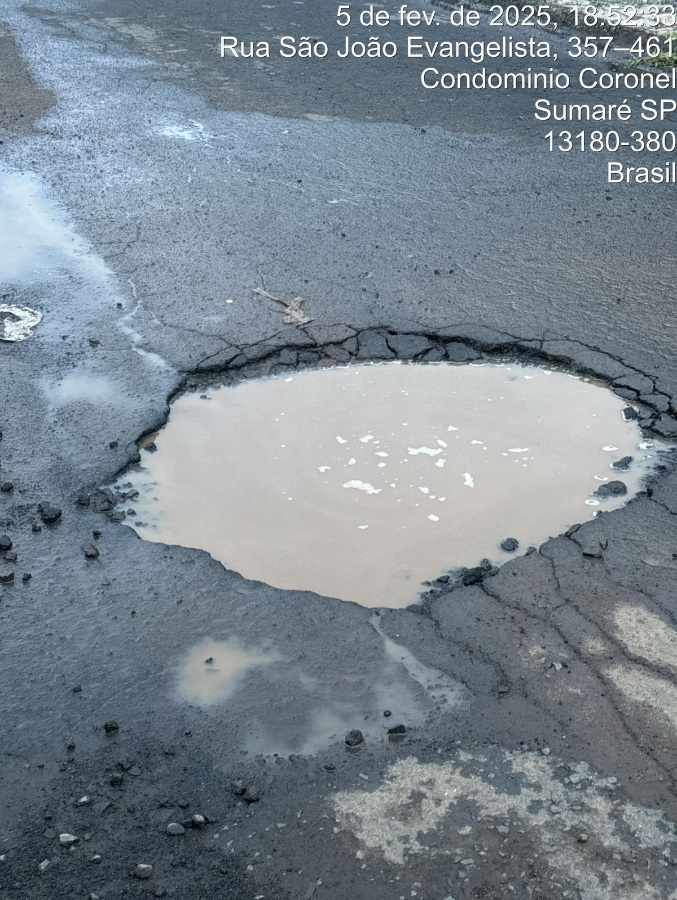 5 de fev. de 2025, 18:52:33
Rua São João Evangelista, 357–461
Condominio Coronel
Sumaré SP
13180-380
Brasil